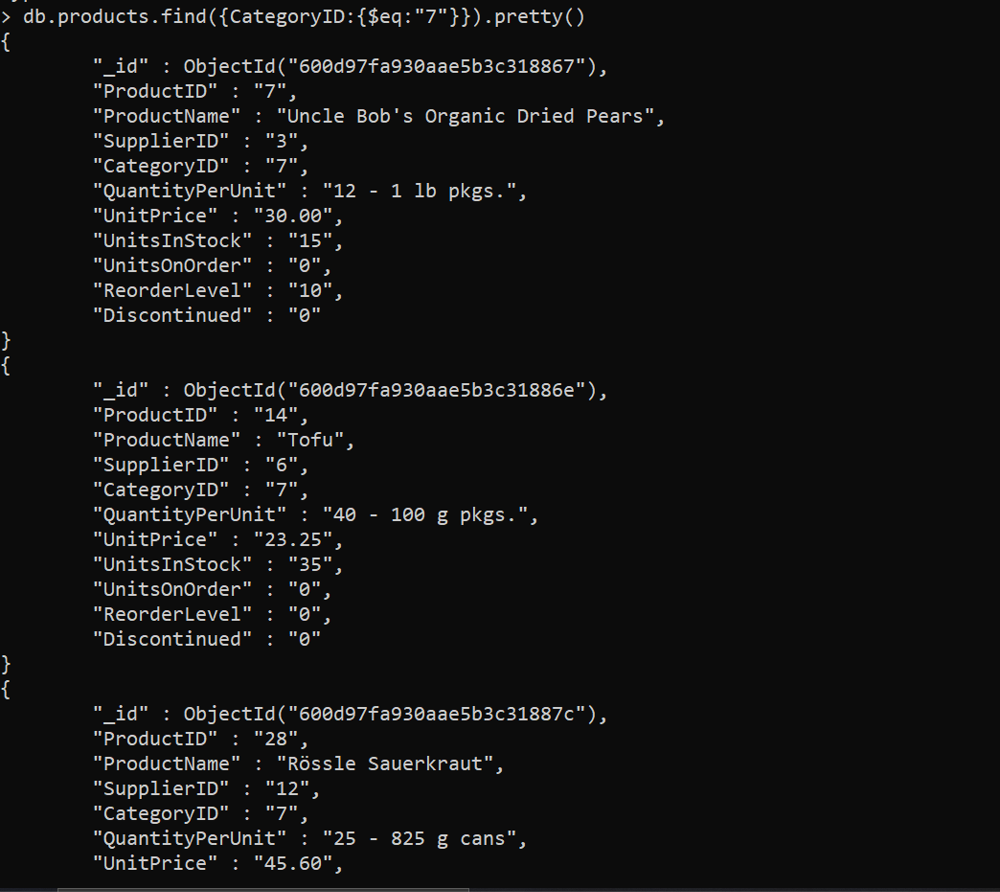 > db.products.find({CategoryID:{$eq:"7"}}).pretty()
{
        "_id" : ObjectId("600d97fa930aae5b3c318867"),
        "ProductID" : "7",
        "ProductName" : "Uncle Bob's Organic Dried Pears",
        "SupplierID" : "3",
        "CategoryID" : "7",
        "QuantityPerUnit" : "12 - 1 lb pkgs.",
        "UnitPrice" : "30.00",
        "UnitsInStock" : "15",
        "UnitsOnOrder" : "0",
        "ReorderLevel" : "10",
        "Discontinued" : "0"
}
{
        "_id" : ObjectId("600d97fa930aae5b3c31886e"),
        "ProductID" : "14",
        "ProductName" : "Tofu",
        "SupplierID" : "6",
        "CategoryID" : "7",
        "QuantityPerUnit" : "40 - 100 g pkgs.",
        "UnitPrice" : "23.25",
        "UnitsInStock" : "35",
        "UnitsOnOrder" : "0",
        "ReorderLevel" : "0",
        "Discontinued" : "0"
}
{
        "_id" : ObjectId("600d97fa930aae5b3c31887c"),
        "ProductID" : "28",
        "ProductName" : "Rössle Sauerkraut",
        "SupplierID" : "12",
        "CategoryID" : "7",
        "QuantityPerUnit" : "25 - 825 g cans",
        "UnitPrice" : "45.60",